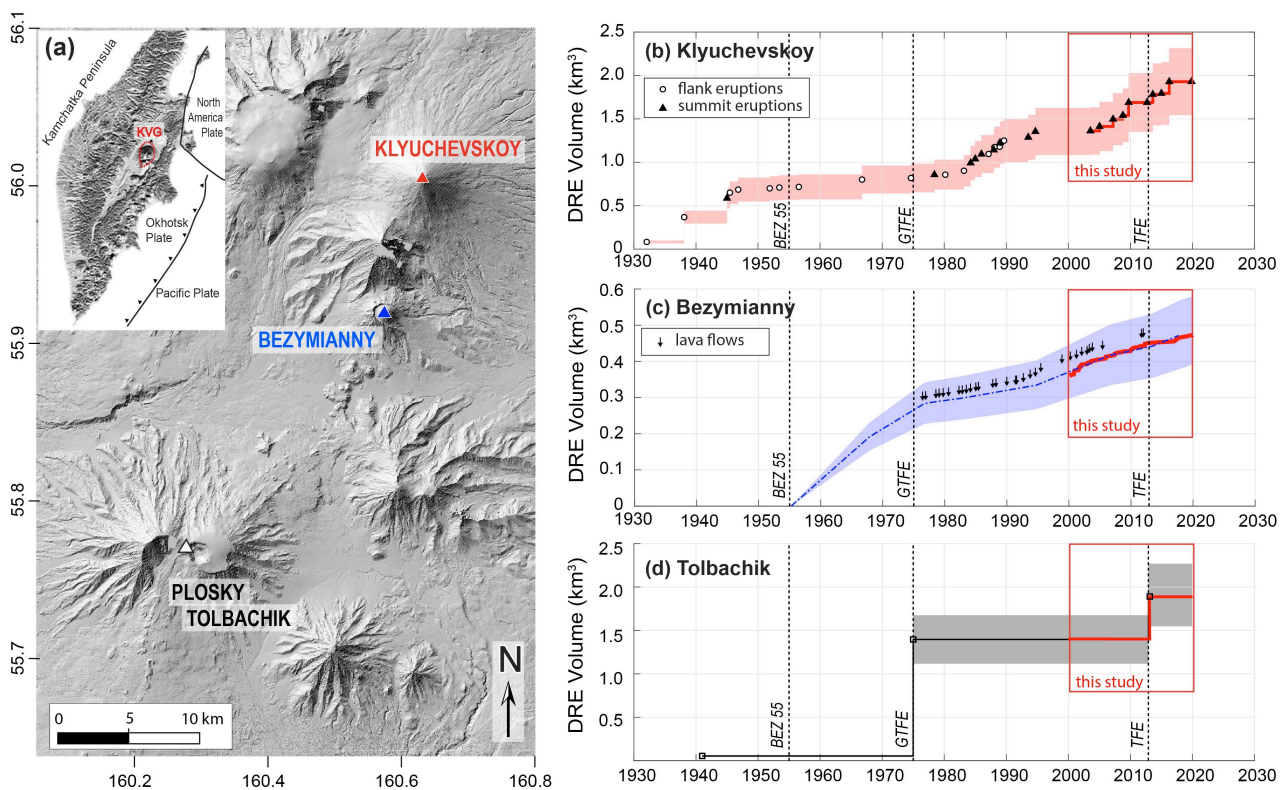 (a)
Kamchatka Peninsula
KVG
North
America
Plate
Okhotsk
Plate
Pacific Plate
KLYUCHEVSKOY
BEZYMIANNY
PLOSKY
TOLBACHIK
N
0 5 10 km
56.1
56.0
55.9
55.8
55.7
160.2 160.4 160.6 160.8
(b) Klyuchevskoy
flank eruptions
summit eruptions
this study
BEZ 55
GTFE
TFE
DRE Volume (km³)
2.5
2.0
1.5
1.0
0.5
0
1930 1940 1950 1960 1970 1980 1990 2000 2010 2020 2030
(c) Bezymianny
lava flows
this study
BEZ 55
GTFE
TFE
DRE Volume (km³)
0.6
0.5
0.4
0.3
0.2
0.1
0
1930 1940 1950 1960 1970 1980 1990 2000 2010 2020 2030
(d) Tolbachik
this study
BEZ 55
GTFE
TFE
DRE Volume (km³)
2.5
2.0
1.5
1.0
0.5
1930 1940 1950 1960 1970 1980 1990 2000 2010 2020 2030